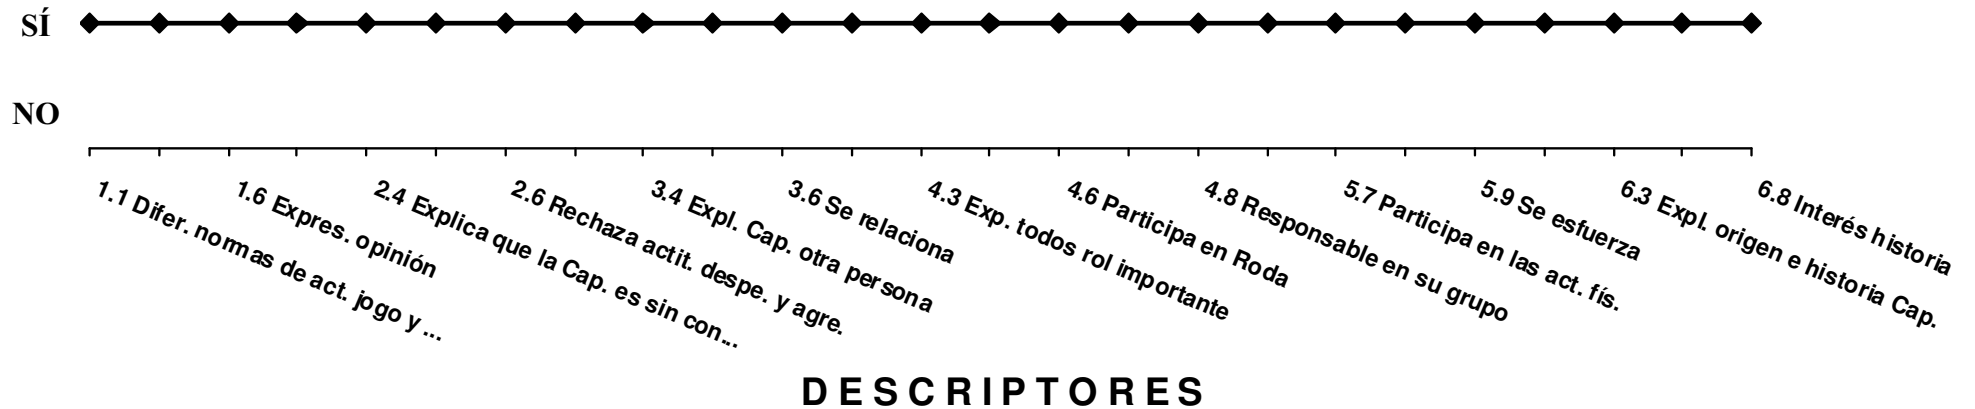 SÍ
NO
1.1 Difer. normas de act. jogo y ...
1.6 Expres. opinión
2.4 Explica que la Cap. es sin con...
2.6 Rechaza actit. despe. y agre.
3.4 Expl. Cap. otra persona
3.6 Se relaciona
4.3 Exp. todos rol importante
4.6 Participa en Roda
4.8 Responsable en su grupo
5.7 Participa en las act. fís.
5.9 Se esfuerza
6.3 Expl. origen e historia Cap.
6.8 Interés historia
DESCRIPTORES